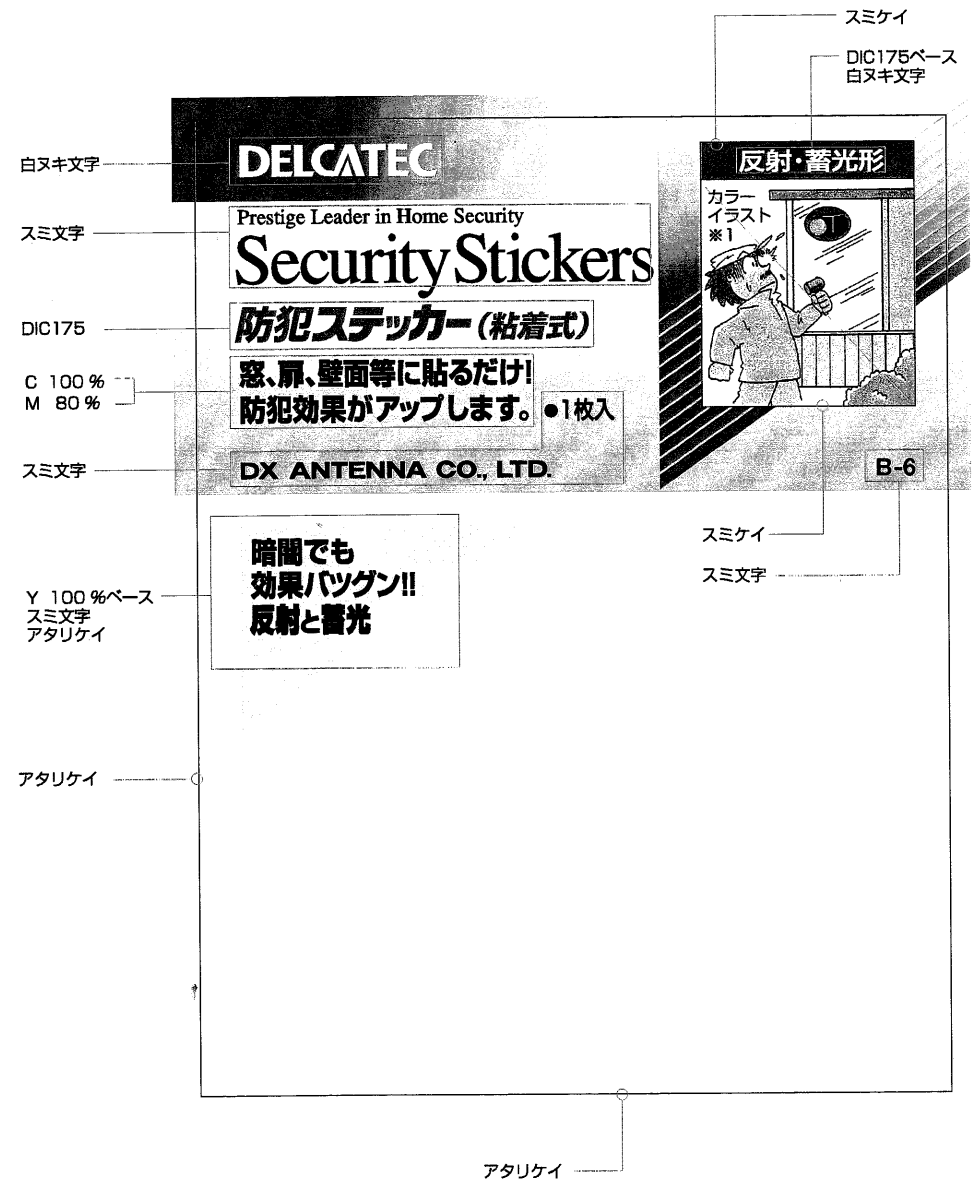 スミケイ
DIC175ベース
白ヌキ文字
白ヌキ文字
DELCATEC
反射・蓄光形
カラー
イラスト
※1
スミ文字
Prestige Leader in Home Security
Security Stickers
DIC175
防犯ステッカー(粘着式)
C 100%
M 80%
窓、扉、壁面等に貼るだけ!
防犯効果がアップします。
●1枚入
スミ文字
DX ANTENNA CO., LTD.
B-6
スミケイ
スミ文字
暗闇でも
効果バツグン!!
反射と蓄光
Y 100%ベース
スミ文字
アタリケイ
アタリケイ
アタリケイ